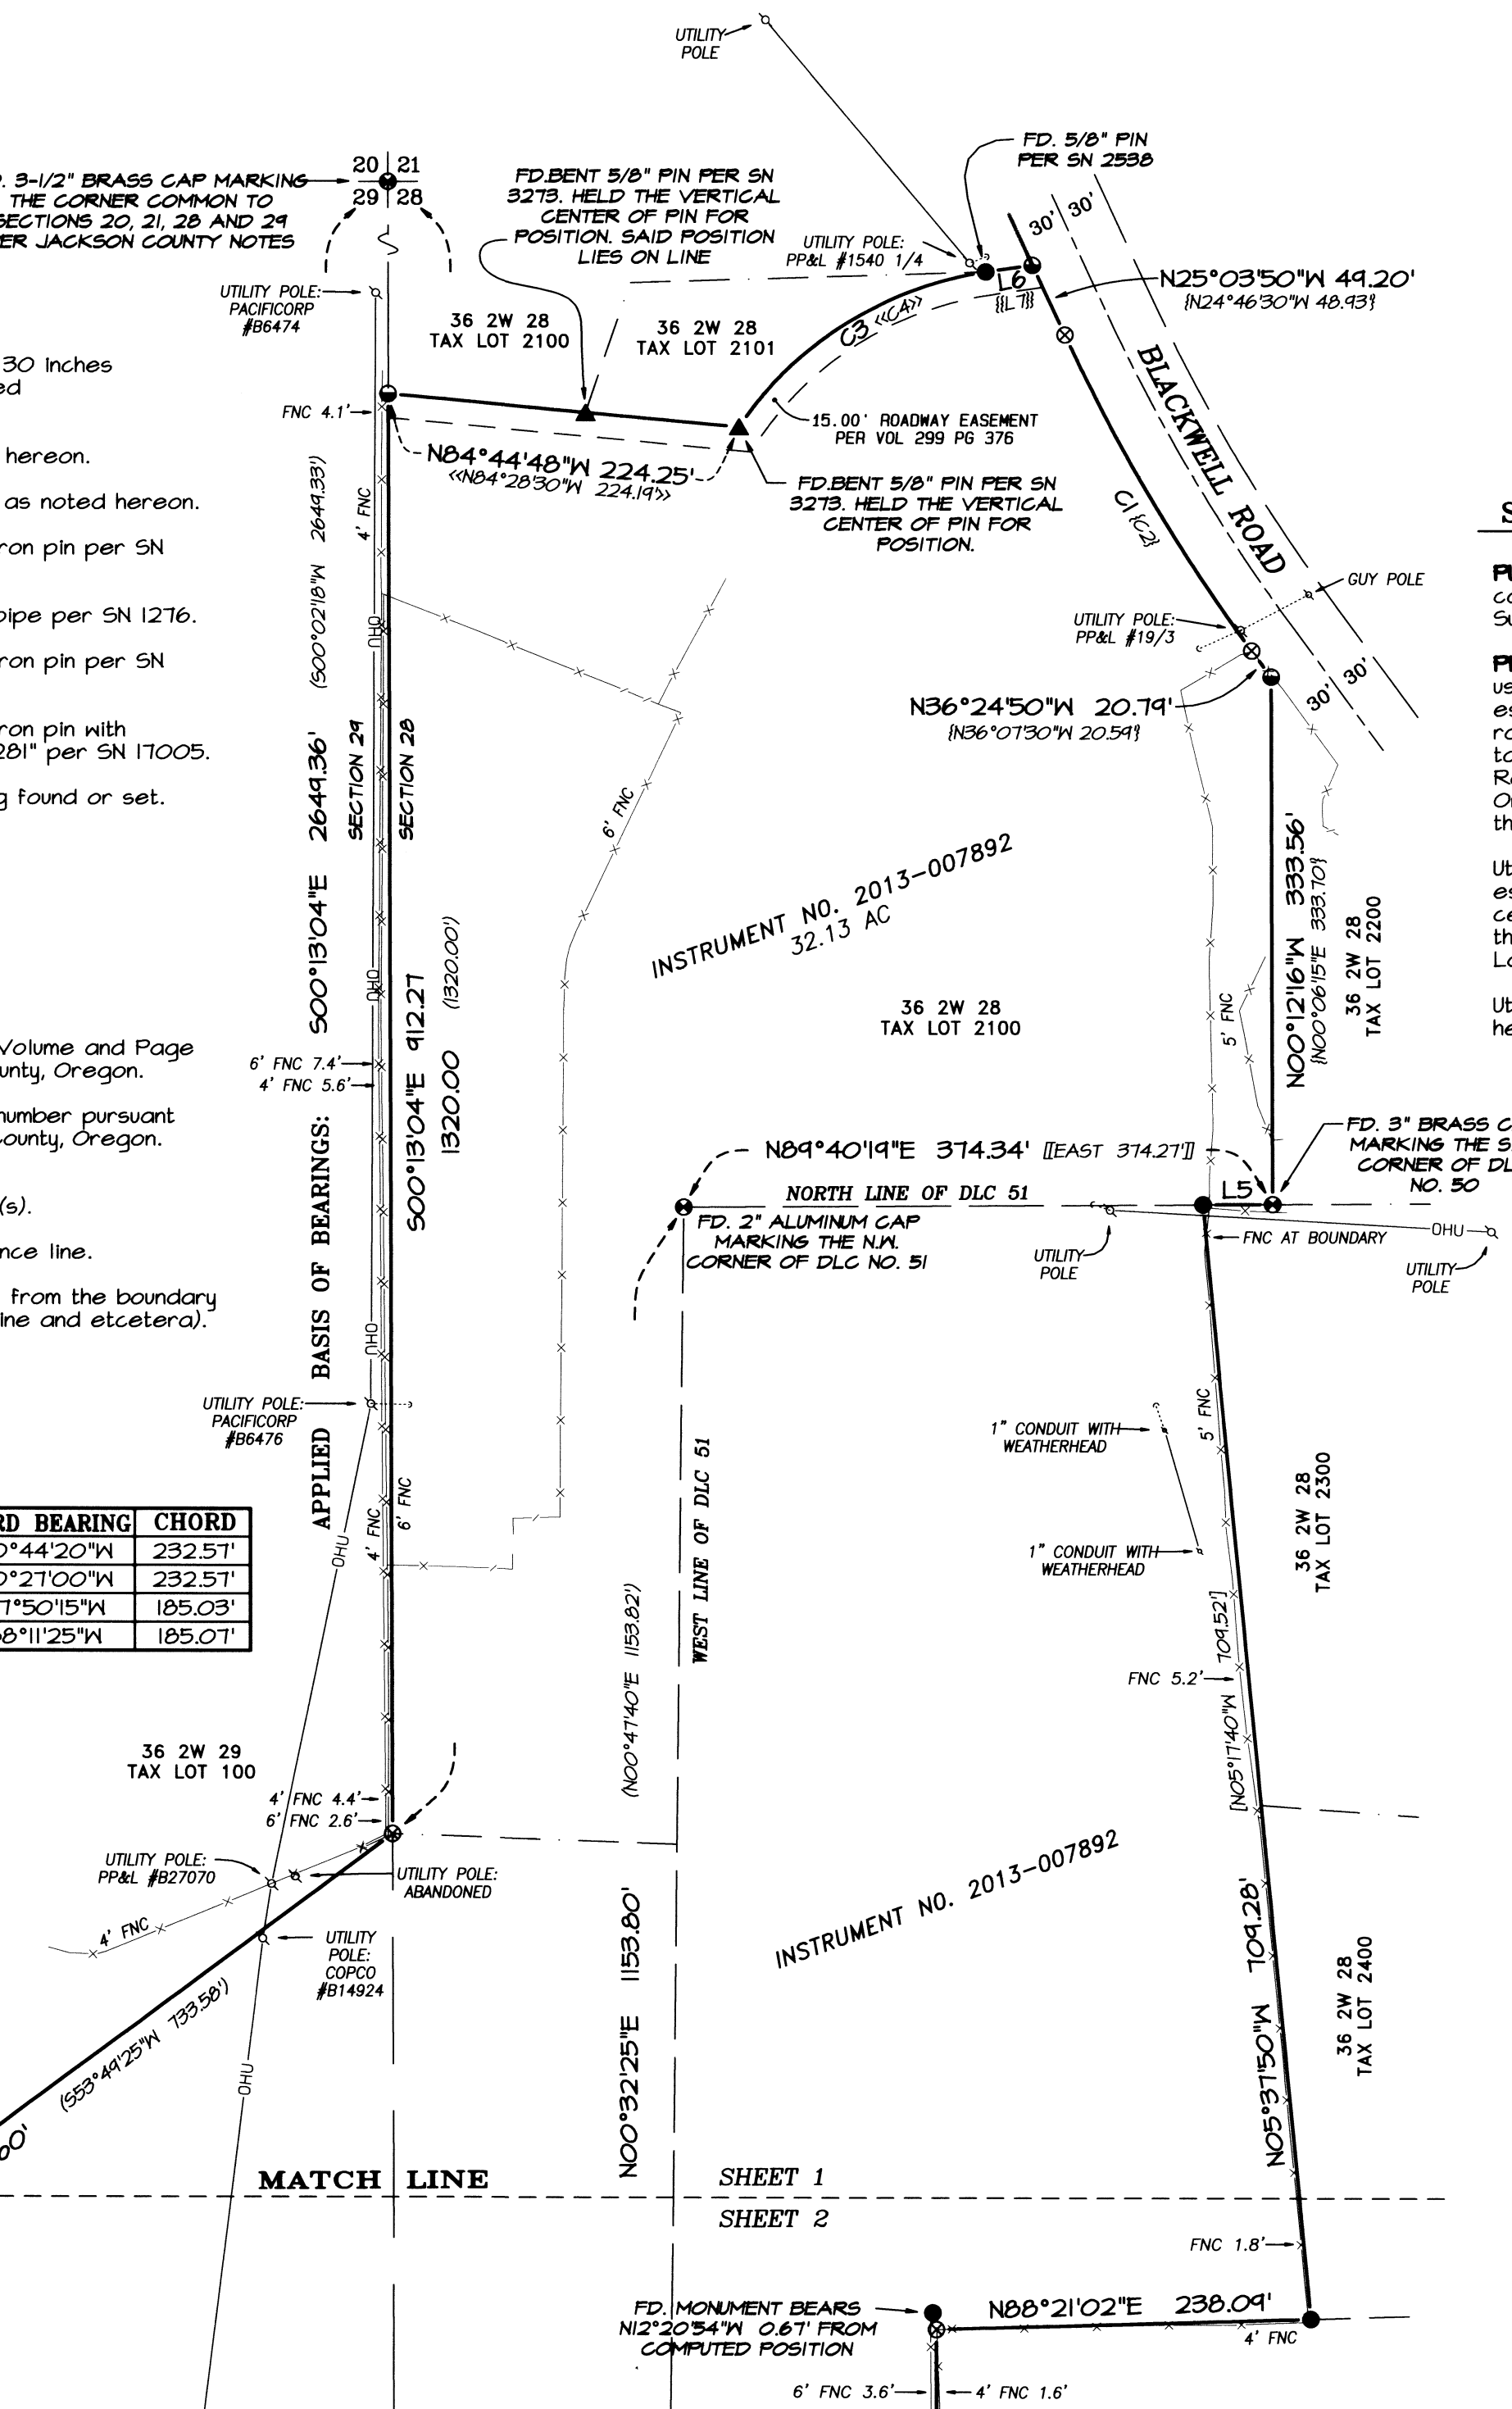 UTILITY
POLE
FD. 5/8" PIN
PER SN 2538
20 21
29 28
3-1/2" BRASS CAP MARKING
THE CORNER COMMON TO
SECTIONS 20, 21, 28 AND 29
PER JACKSON COUNTY NOTES
FD.BENT 5/8" PIN PER SN
3273. HELD THE VERTICAL
CENTER OF PIN FOR
POSITION. SAID POSITION
LIES ON LINE
UTILITY POLE:
PP&L #1540 1/4
30' 30'
L6
{{L7}}
N25°03'50"W 49.20'
{N24°46'30"W 48.93'}
UTILITY POLE:
PACIFICORP
#B6474
36 2W 28
TAX LOT 2100
36 2W 28
TAX LOT 2101
C3 <<C4>>
BLACKWELL ROAD
30 inches
hereon.
as noted hereon.
iron pin per SN
pipe per SN 1276.
iron pin per SN
iron pin with
281" per SN 17005.
found or set.
FNC 4.1'
15.00' ROADWAY EASEMENT
PER VOL 299 PG 376
N84°44'48"W 224.25'
<<N84°28'30"W 224.19'>>
FD.BENT 5/8" PIN PER SN
3273. HELD THE VERTICAL
CENTER OF PIN FOR
POSITION.
C1 {C2}
GUY POLE
UTILITY POLE:
PP&L #19/3
30' 30'
N36°24'50"W 20.79'
{N36°07'30"W 20.59'}
4' FNC
OHU
(S00°02'18"W 2649.33')
S00°13'04"E 2649.36'
APPLIED BASIS OF BEARINGS:
SECTION 29
SECTION 28
6' FNC
INSTRUMENT NO. 2013-007892
32.13 AC
36 2W 28
TAX LOT 2100
5' FNC
N00°12'16"W 333.56'
{N00°06'15"E 333.70'}
36 2W 28
TAX LOT 2200
OHU
S00°13'04"E 912.27
1320.00 (1320.00')
Volume and Page
County, Oregon.
number pursuant
County, Oregon.
(s).
fence line.
from the boundary
line and etcetera).
6' FNC 7.4'
4' FNC 5.6'
N89°40'19"E 374.34' [[EAST 374.27']]
NORTH LINE OF DLC 51
L5
FD. 3" BRASS
MARKING THE
CORNER OF
NO. 50
FD. 2" ALUMINUM CAP
MARKING THE N.W.
CORNER OF DLC NO. 51
UTILITY
POLE
FNC AT BOUNDARY
OHU
UTILITY
POLE
OHU
UTILITY POLE:
PACIFICORP
#B6476
4' FNC
6' FNC
OHU
WEST LINE OF DLC 51
1" CONDUIT WITH
WEATHERHEAD
1" CONDUIT WITH
WEATHERHEAD
5' FNC
36 2W 28
TAX LOT 2300
BEARING CHORD
0°44'20"W 232.57'
0°27'00"W 232.57'
7°50'15"W 185.03'
8°11'25"W 185.07'
(N00°47'40"E 1153.82')
FNC 5.2'
[N05°17'40"W 709.52']
36 2W 29
TAX LOT 100
4' FNC 4.4'
6' FNC 2.6'
UTILITY POLE:
PP&L #B27070
UTILITY POLE:
ABANDONED
4' FNC
UTILITY
POLE:
COPCO
#B14924
(S53°49'25"W 733.58')
OHU
N00°32'25"E 1153.80'
INSTRUMENT NO. 2013-007892
N05°37'50"W 709.28'
36 2W 28
TAX LOT 2400
MATCH LINE
SHEET 1
SHEET 2
FNC 1.8'
FD. MONUMENT BEARS
N12°20'54"W 0.67' FROM
COMPUTED POSITION
N88°21'02"E 238.09'
4' FNC
6' FNC 3.6'
4' FNC 1.6'